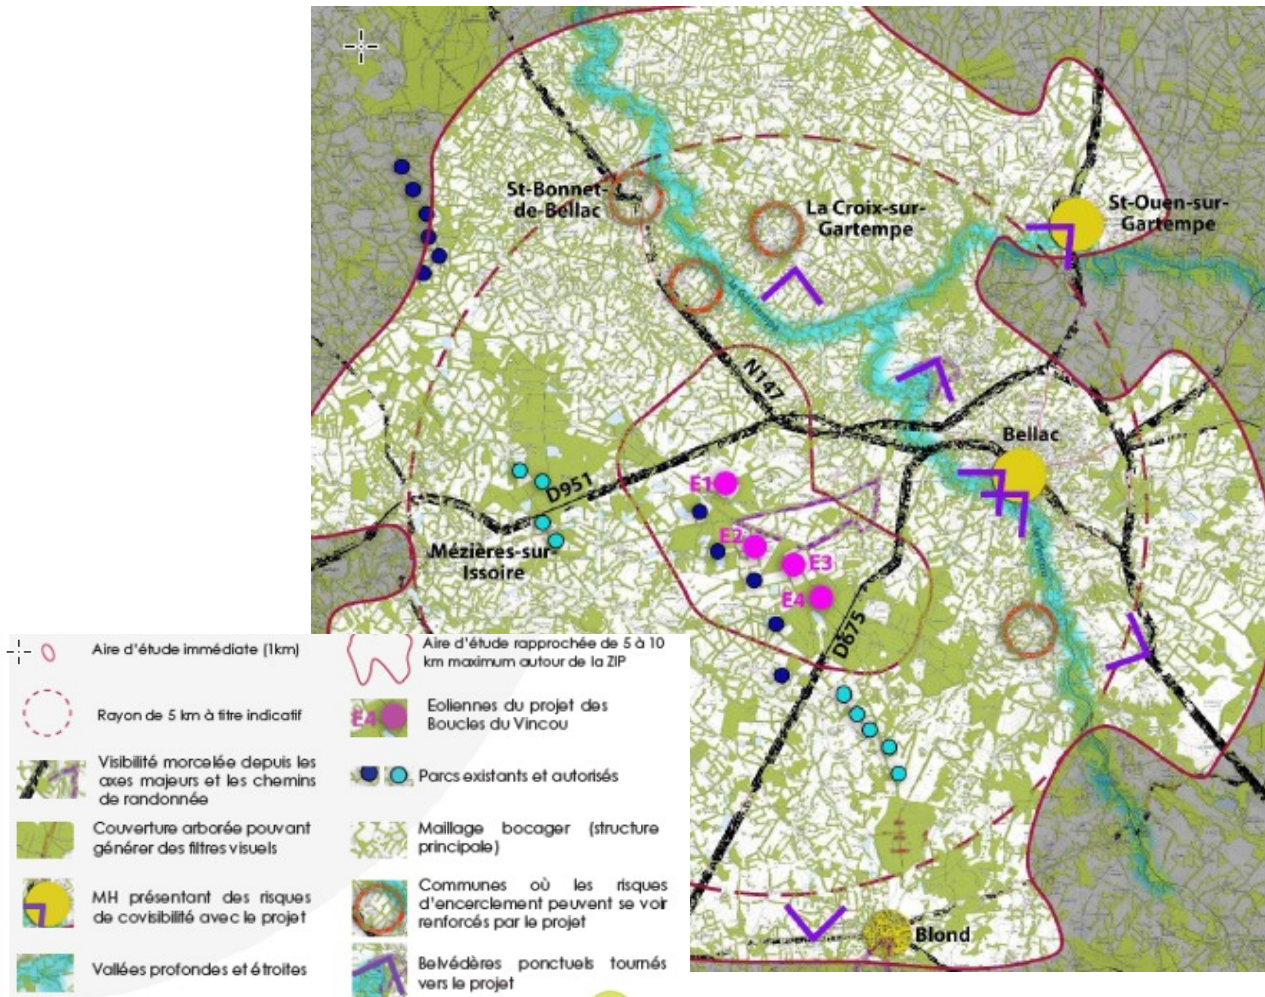 St-Bonnet-
de-Bellac
La Croix-sur-
Gartempe
St-Ouen-sur-
Gartempe
la Gartempe
N147
Bellac
D951
E1
E2
E3
E4
Mézières-sur-
Issoire
D675
Vincou
Blond
Aire d'étude immédiate (1km)
Rayon de 5 km à titre indicatif
Visibilité morcelée depuis les
axes majeurs et les chemins
de randonnée
Couverture arborée pouvant
générer des filtres visuels
MH présentant des risques
de covisibilité avec le projet
Vallées profondes et étroites
Aire d'étude rapprochée de 5 à 10
km maximum autour de la ZIP
E4
Eoliennes du projet des
Boucles du Vincou
Parcs existants et autorisés
Maillage bocager (structure
principale)
Communes où les risques
d'encerclement peuvent se voir
renforcés par le projet
Belvédères ponctuels tournés
vers le projet